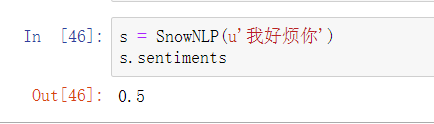 In [46]: s = SnowNLP(u'我好烦你')
s.sentiments
Out[46]: 0.5